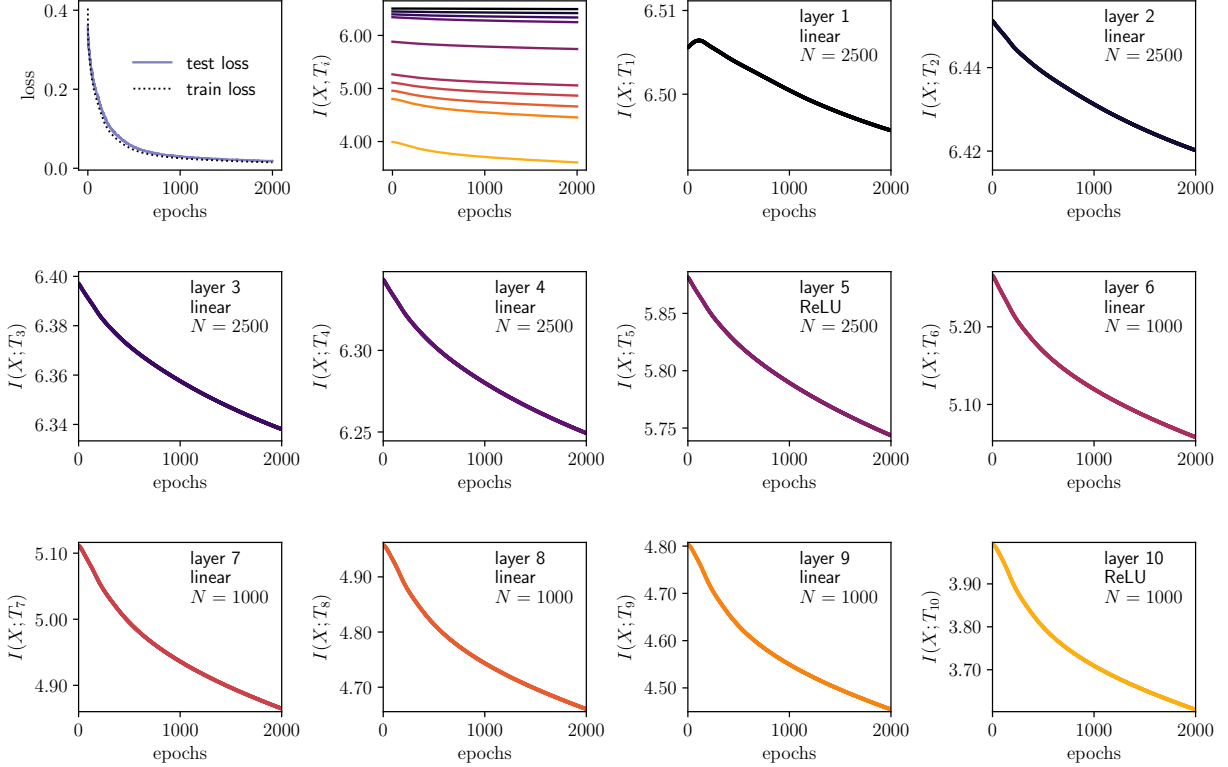 0.4
0.2
0.0
loss
test loss
train loss
0
1000
2000
epochs
6.00
5.00
4.00
I(X, T_i)
0
1000
2000
epochs
6.51
6.50
I(X; T_1)
layer 1
linear
N = 2500
0
1000
2000
epochs
6.44
6.42
I(X; T_2)
layer 2
linear
N = 2500
0
1000
2000
epochs
6.40
6.38
6.36
6.34
I(X; T_3)
layer 3
linear
N = 2500
0
1000
2000
epochs
6.30
6.25
I(X; T_4)
layer 4
linear
N = 2500
0
1000
2000
epochs
5.85
5.80
5.75
I(X; T_5)
layer 5
ReLU
N = 2500
0
1000
2000
epochs
5.20
5.10
I(X; T_6)
layer 6
linear
N = 1000
0
1000
2000
epochs
5.10
5.00
4.90
I(X; T_7)
layer 7
linear
N = 1000
0
1000
2000
epochs
4.90
4.80
4.70
I(X; T_8)
layer 8
linear
N = 1000
0
1000
2000
epochs
4.80
4.70
4.60
4.50
I(X; T_9)
layer 9
linear
N = 1000
0
1000
2000
epochs
3.90
3.80
3.70
I(X; T_10)
layer 10
ReLU
N = 1000
0
1000
2000
epochs